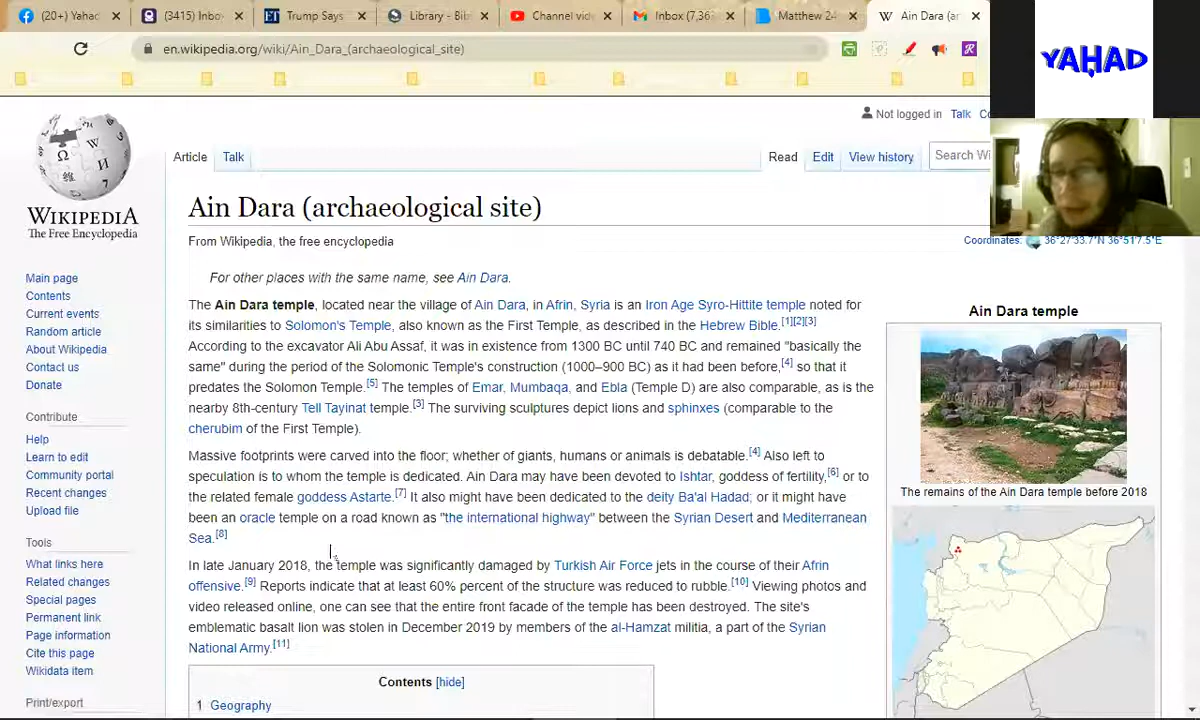 (20+) Yahad
(3415) Inbo
Trump Says
Library - Bib
Channel vid
Inbox (7,36
Matthew 24
Ain Dara (ar
en.wikipedia.org/wiki/Ain_Dara_(archaeological_site)
YAHAD
Not logged in Talk Co
Article Talk Read Edit View history Search Wi
WIKIPEDIA
The Free Encyclopedia
Main page
Contents
Current events
Random article
About Wikipedia
Contact us
Donate
Contribute
Help
Learn to edit
Community portal
Recent changes
Upload file
Tools
What links here
Related changes
Special pages
Permanent link
Page information
Cite this page
Wikidata item
Print/export
Ain Dara (archaeological site)
From Wikipedia, the free encyclopedia
Coordinates: 36°27′33.7″N 36°51′7.5″E
For other places with the same name, see Ain Dara.
The Ain Dara temple, located near the village of Ain Dara, in Afrin, Syria is an Iron Age Syro-Hittite temple noted for
its similarities to Solomon's Temple, also known as the First Temple, as described in the Hebrew Bible.[1][2][3]
According to the excavator Ali Abu Assaf, it was in existence from 1300 BC until 740 BC and remained "basically the
same" during the period of the Solomonic Temple's construction (1000–900 BC) as it had been before,[4] so that it
predates the Solomon Temple.[5] The temples of Emar, Mumbaqa, and Ebla (Temple D) are also comparable, as is the
nearby 8th-century Tell Tayinat temple.[3] The surviving sculptures depict lions and sphinxes (comparable to the
cherubim of the First Temple).
Massive footprints were carved into the floor; whether of giants, humans or animals is debatable.[4] Also left to
speculation is to whom the temple is dedicated. Ain Dara may have been devoted to Ishtar, goddess of fertility,[6] or to
the related female goddess Astarte.[7] It also might have been dedicated to the deity Ba'al Hadad; or it might have
been an oracle temple on a road known as "the international highway" between the Syrian Desert and Mediterranean
Sea.[8]
In late January 2018, the temple was significantly damaged by Turkish Air Force jets in the course of their Afrin
offensive.[9] Reports indicate that at least 60% percent of the structure was reduced to rubble.[10] Viewing photos and
video released online, one can see that the entire front facade of the temple has been destroyed. The site's
emblematic basalt lion was stolen in December 2019 by members of the al-Hamzat militia, a part of the Syrian
National Army.[11]
Contents [hide]
1 Geography
Ain Dara temple
The remains of the Ain Dara temple before 2018